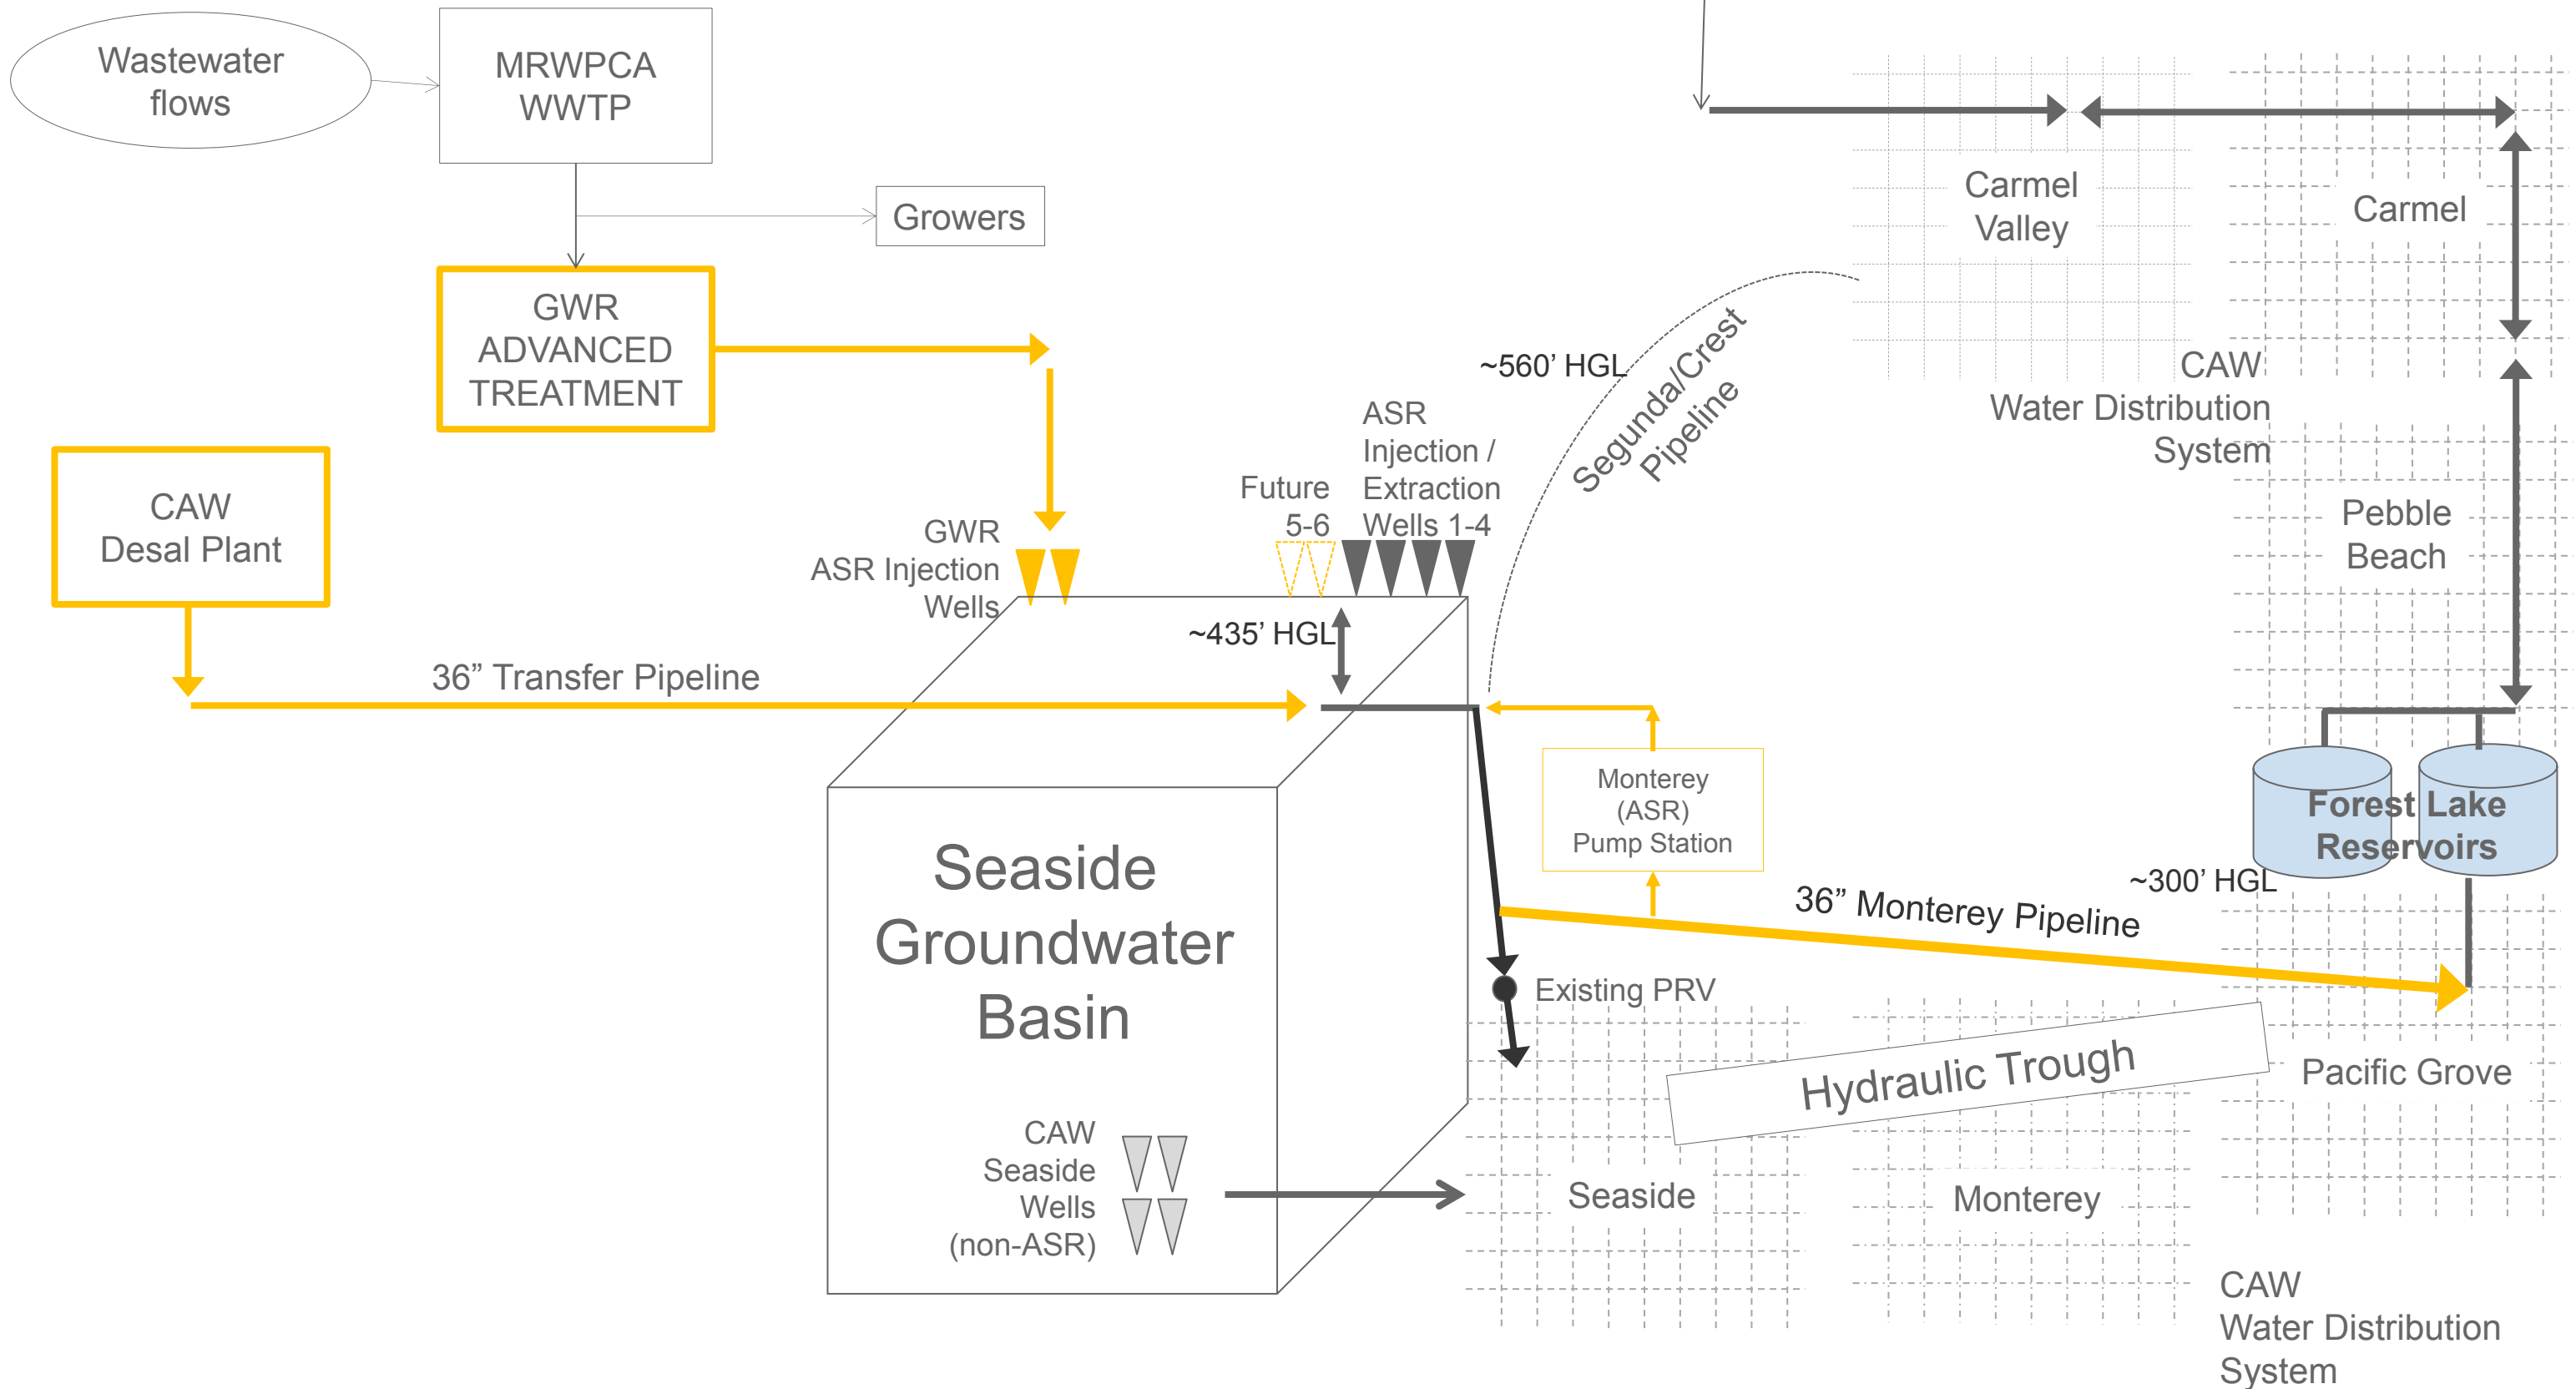 Wastewater
flows
MRWPCA
WWTP
Growers
GWR
ADVANCED
TREATMENT
CAW
Desal Plant
36” Transfer Pipeline
GWR
ASR Injection
Wells
Future
5-6
ASR
Injection /
Extraction
Wells 1-4
~435’ HGL
~560’ HGL
Segunda/Crest
Pipeline
Carmel
Valley
Carmel
CAW
Water Distribution
System
Pebble
Beach
Forest Lake
Reservoirs
~300’ HGL
Monterey
(ASR)
Pump Station
36” Monterey Pipeline
Existing PRV
Seaside
Groundwater
Basin
CAW
Seaside
Wells
(non-ASR)
Hydraulic Trough
Seaside
Monterey
Pacific Grove
CAW
Water Distribution
System